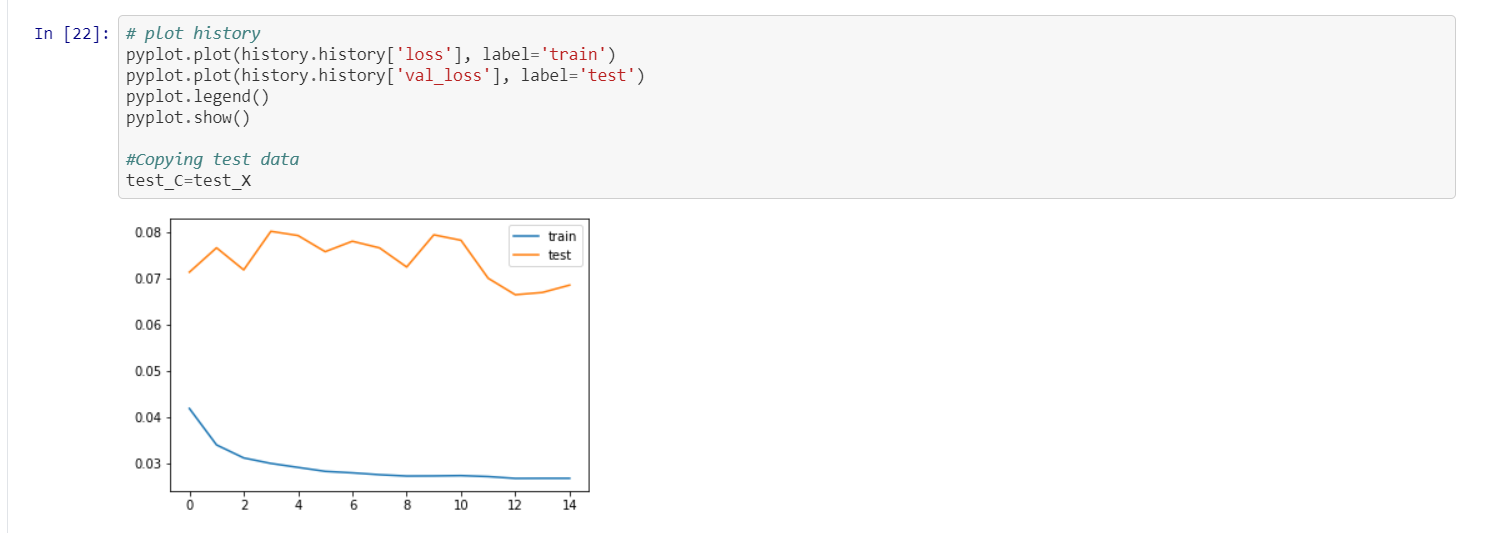 In [22]: # plot history
pyplot.plot(history.history['loss'], label='train')
pyplot.plot(history.history['val_loss'], label='test')
pyplot.legend()
pyplot.show()
#Copying test data
test_C=test_X
train
test
0.08
0.07
0.06
0.05
0.04
0.03
0 2 4 6 8 10 12 14